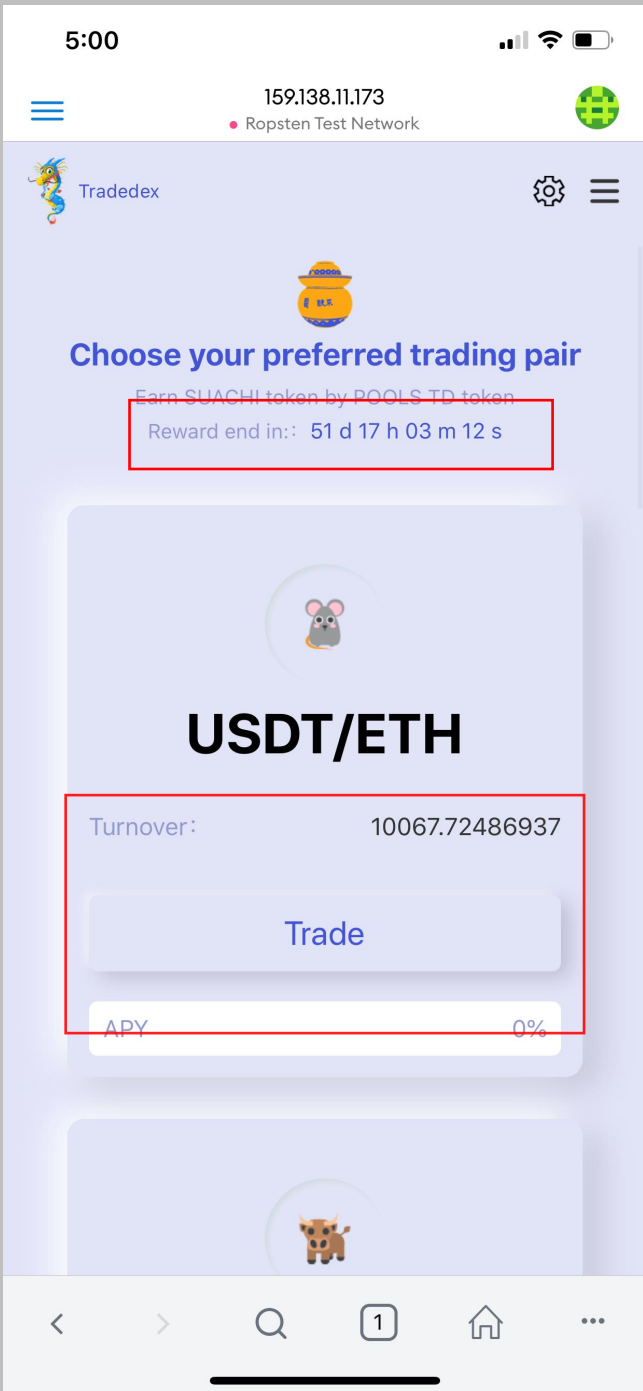 5:00
159.138.11.173
Ropsten Test Network
Tradedex
Choose your preferred trading pair
Earn SUACHI token by POOLS TD token
Reward end in:： 51 d 17 h 03 m 12 s
USDT/ETH
Turnover： 10067.72486937
Trade
APY 0%
1